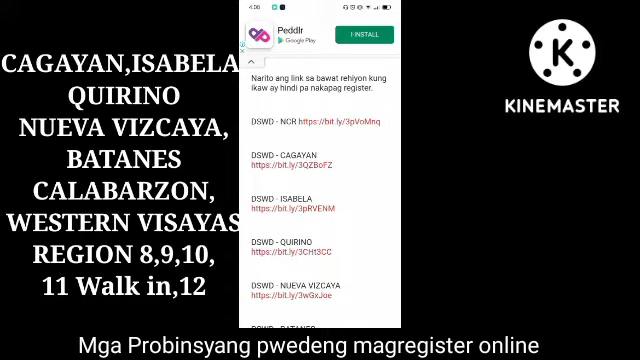 CAGAYAN,ISABELA
QUIRINO
NUEVA VIZCAYA,
BATANES
CALABARZON,
WESTERN VISAYAS
REGION 8,9,10,
11 Walk in,12
4:00
Peddlr
Google Play
I-INSTALL
Narito ang link sa bawat rehiyon kung
ikaw ay hindi pa nakapag register.
DSWD - NCR https://bit.ly/3pVoMnq
DSWD - CAGAYAN
https://bit.ly/3QZBoFZ
DSWD - ISABELA
https://bit.ly/3pRVENM
DSWD - QUIRINO
https://bit.ly/3CHt3CC
DSWD - NUEVA VIZCAYA
https://bit.ly/3wGxJoe
DSWD - BATANES
K
KINEMASTER
Mga Probinsyang pwedeng magregister online